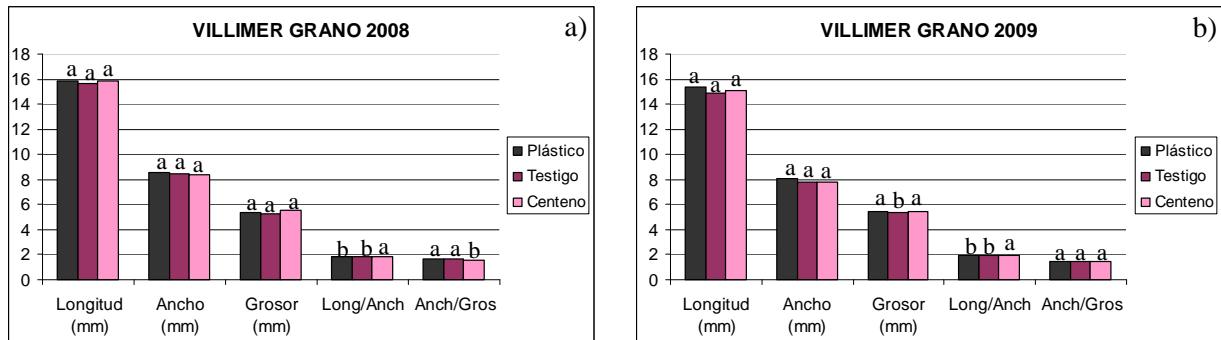 VILLIMER GRANO 2008
a)
18
16
14
12
10
8
6
4
2
0
a a a
a a a
a a a
b b a
a a b
Longitud (mm)
Ancho (mm)
Grosor (mm)
Long/Anch
Anch/Gros
Plástico
Testigo
Centeno
VILLIMER GRANO 2009
b)
18
16
14
12
10
8
6
4
2
0
a a a
a a a
a b a
b b a
a a a
Longitud (mm)
Ancho (mm)
Grosor (mm)
Long/Anch
Anch/Gros
Plástico
Testigo
Centeno